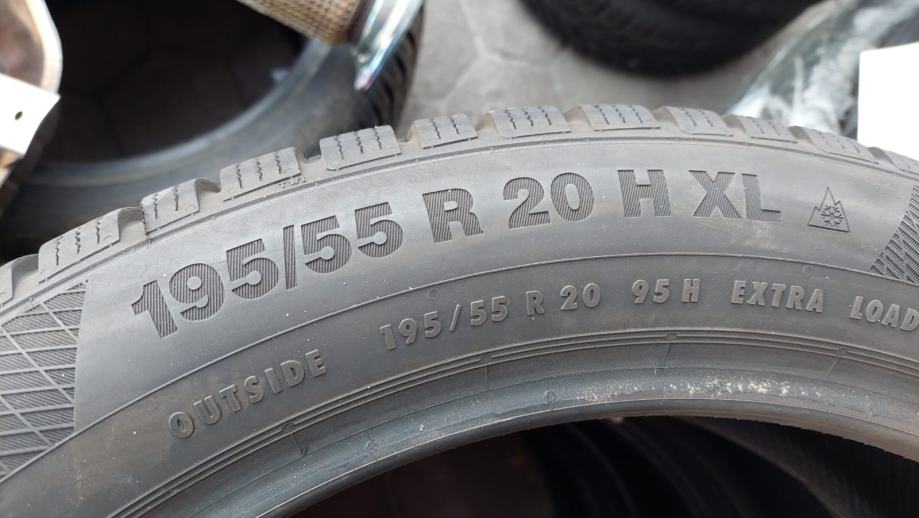 195/55 R 20 H XL
OUTSIDE 195/55 R 20 95 H EXTRA LOAD